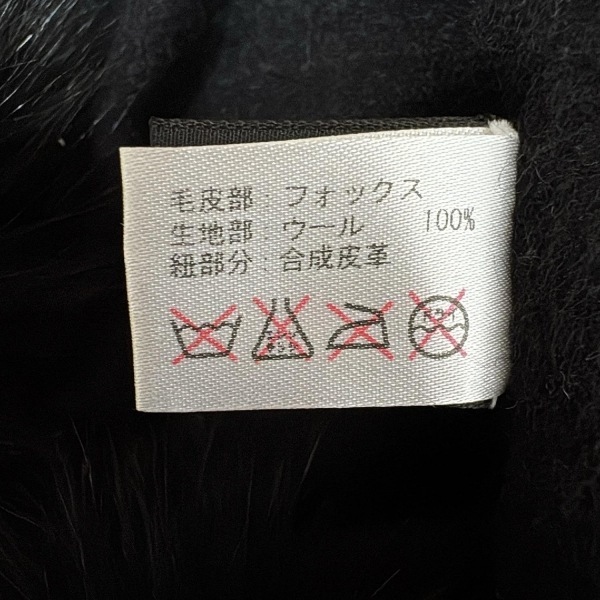 毛皮部：フォックス
生地部：ウール 100%
紐部分：合成皮革